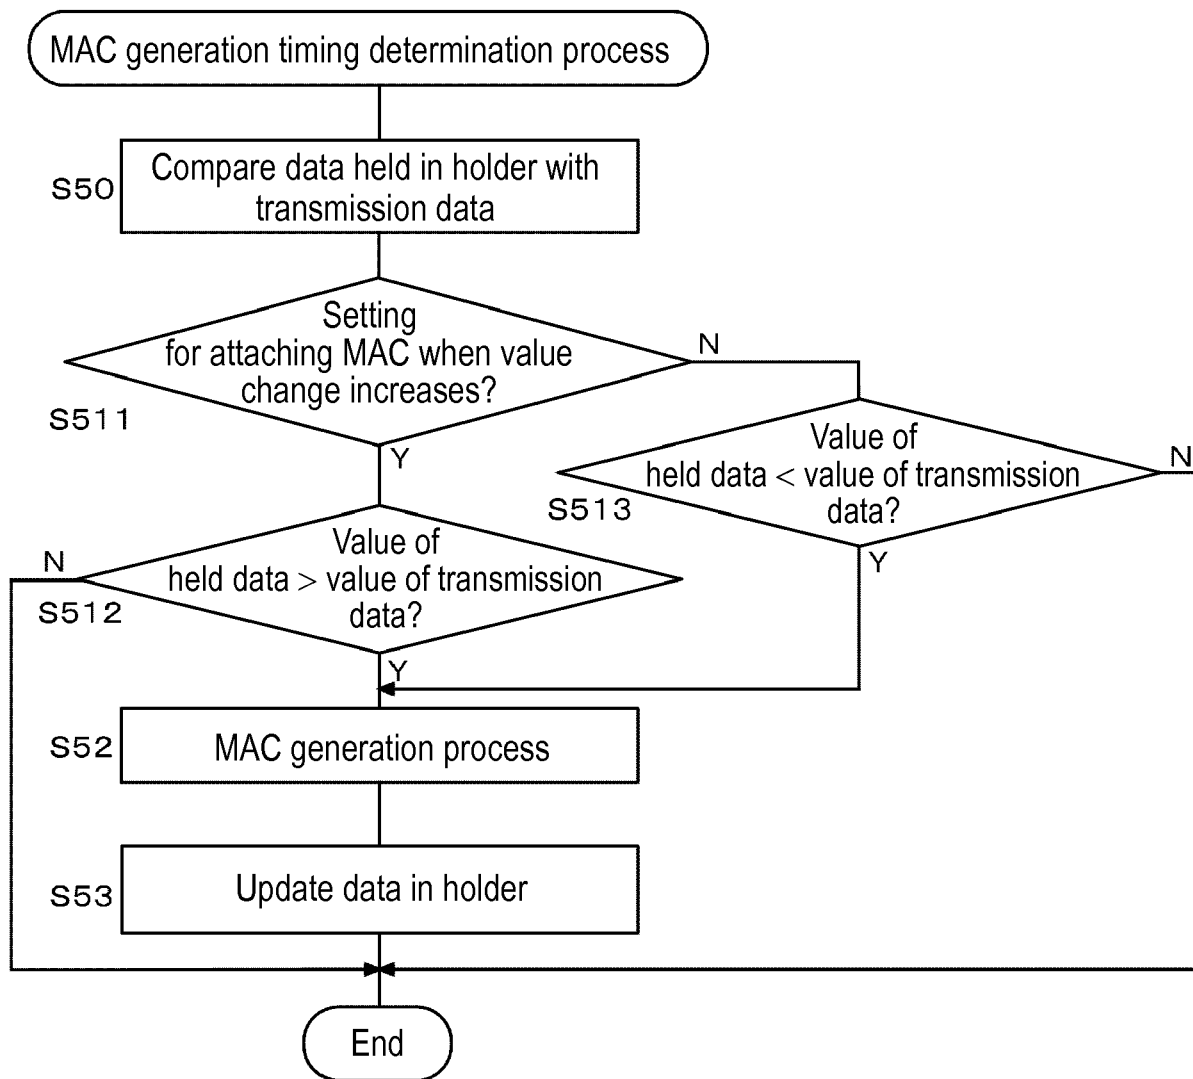 MAC generation timing determination process
S50
Compare data held in holder with
transmission data
Setting
for attaching MAC when value
change increases?
N
S511
Y
Value of
held data < value of transmission
data?
N
S513
Y
Value of
held data > value of transmission
data?
N
S512
Y
S52
MAC generation process
S53
Update data in holder
End